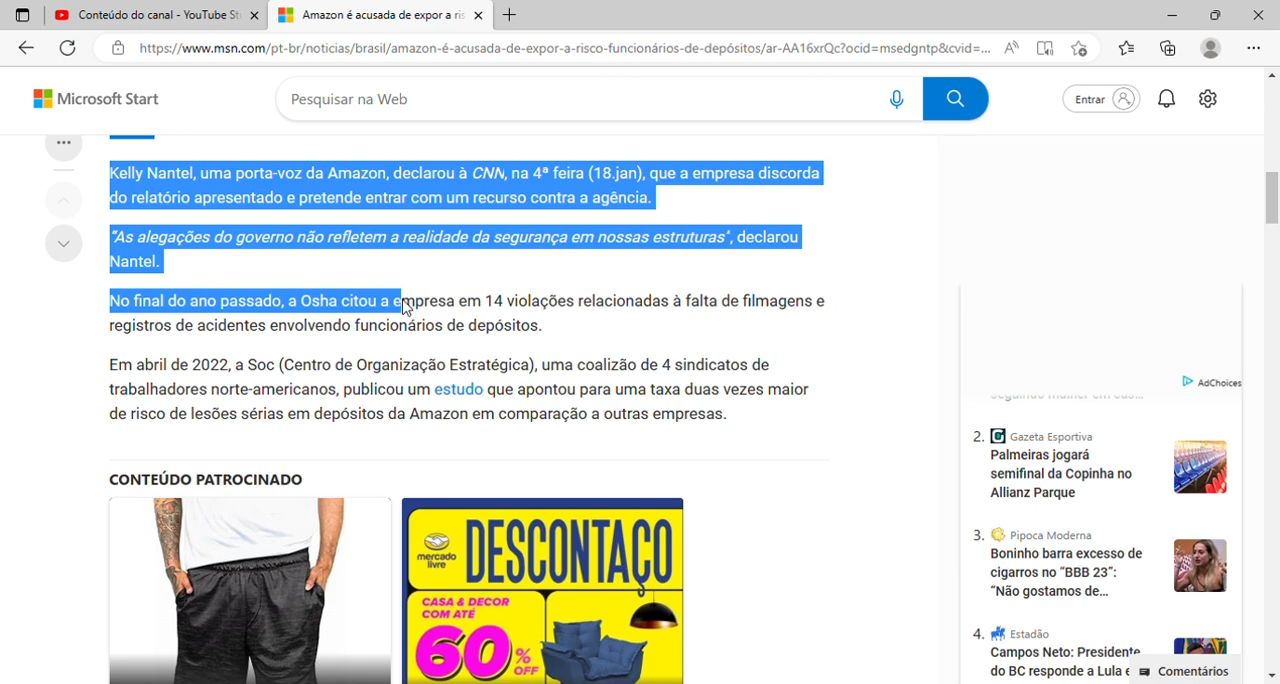 Conteúdo do canal - YouTube St
Amazon é acusada de expor a ris
https://www.msn.com/pt-br/noticias/brasil/amazon-é-acusada-de-expor-a-risco-funcionários-de-depósitos/ar-AA16xrQc?ocid=msedgntp&cvid=...
Microsoft Start
Pesquisar na Web
Entrar
Kelly Nantel, uma porta-voz da Amazon, declarou à CNN, na 4ª feira (18.jan), que a empresa discorda
do relatório apresentado e pretende entrar com um recurso contra a agência.
“As alegações do governo não refletem a realidade da segurança em nossas estruturas”, declarou
Nantel.
No final do ano passado, a Osha citou a empresa em 14 violações relacionadas à falta de filmagens e
registros de acidentes envolvendo funcionários de depósitos.
Em abril de 2022, a Soc (Centro de Organização Estratégica), uma coalizão de 4 sindicatos de
trabalhadores norte-americanos, publicou um estudo que apontou para uma taxa duas vezes maior
de risco de lesões sérias em depósitos da Amazon em comparação a outras empresas.
CONTEÚDO PATROCINADO
mercado
livre
DESCONTAÇO
CASA & DECOR
COM ATÉ
60%
OFF
AdChoices
2. Gazeta Esportiva
Palmeiras jogará
semifinal da Copinha no
Allianz Parque
3. Pipoca Moderna
Boninho barra excesso de
cigarros no “BBB 23”:
“Não gostamos de...
4. Estadão
Campos Neto: Presidente
do BC responde a Lula e
Comentários